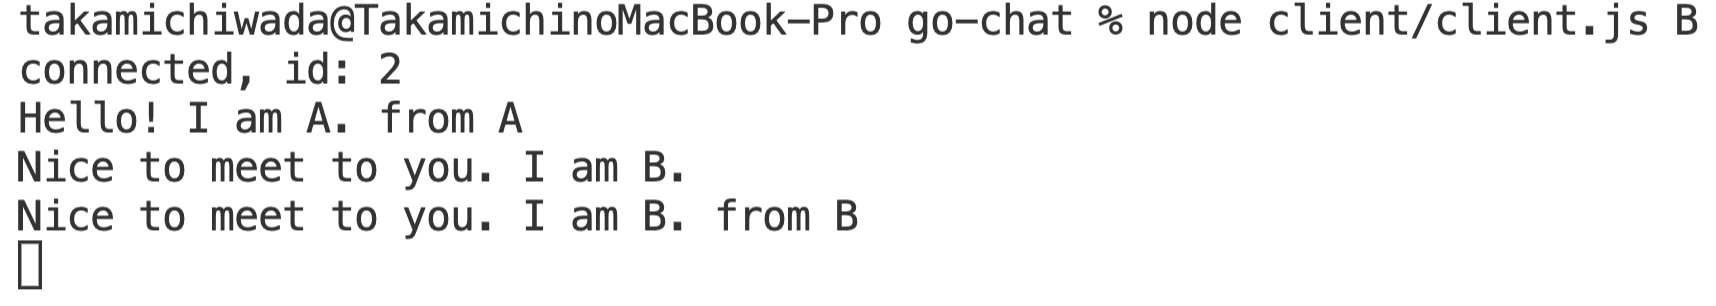 takamichiwada@TakamichinoMacBook-Pro go-chat % node client/client.js B
connected, id: 2
Hello! I am A. from A
Nice to meet to you. I am B.
Nice to meet to you. I am B. from B